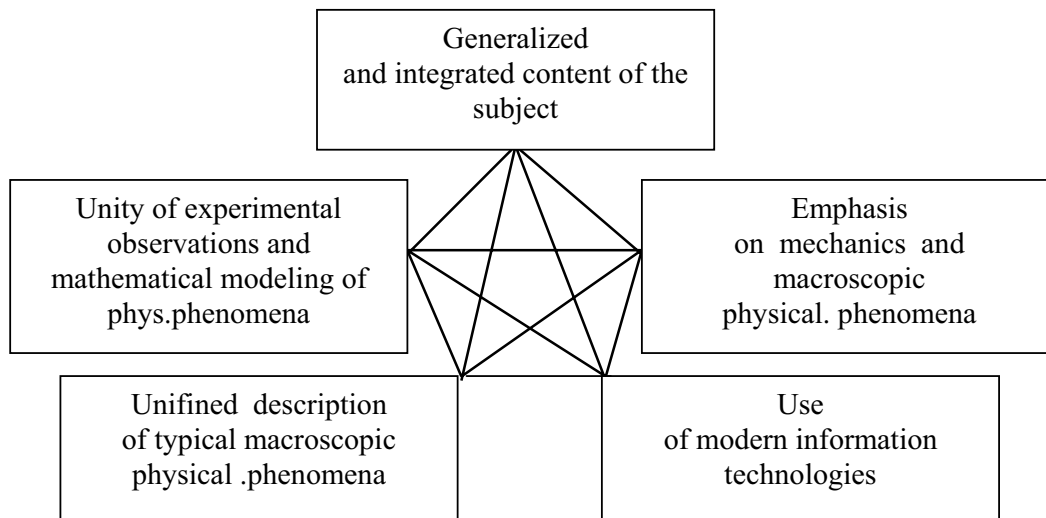 Generalized
and integrated content of the
subject
Unity of experimental
observations and
mathematical modeling of
phys.phenomena
Emphasis
on mechanics and
macroscopic
physical. phenomena
Unifined description
of typical macroscopic
physical .phenomena
Use
of modern information
technologies